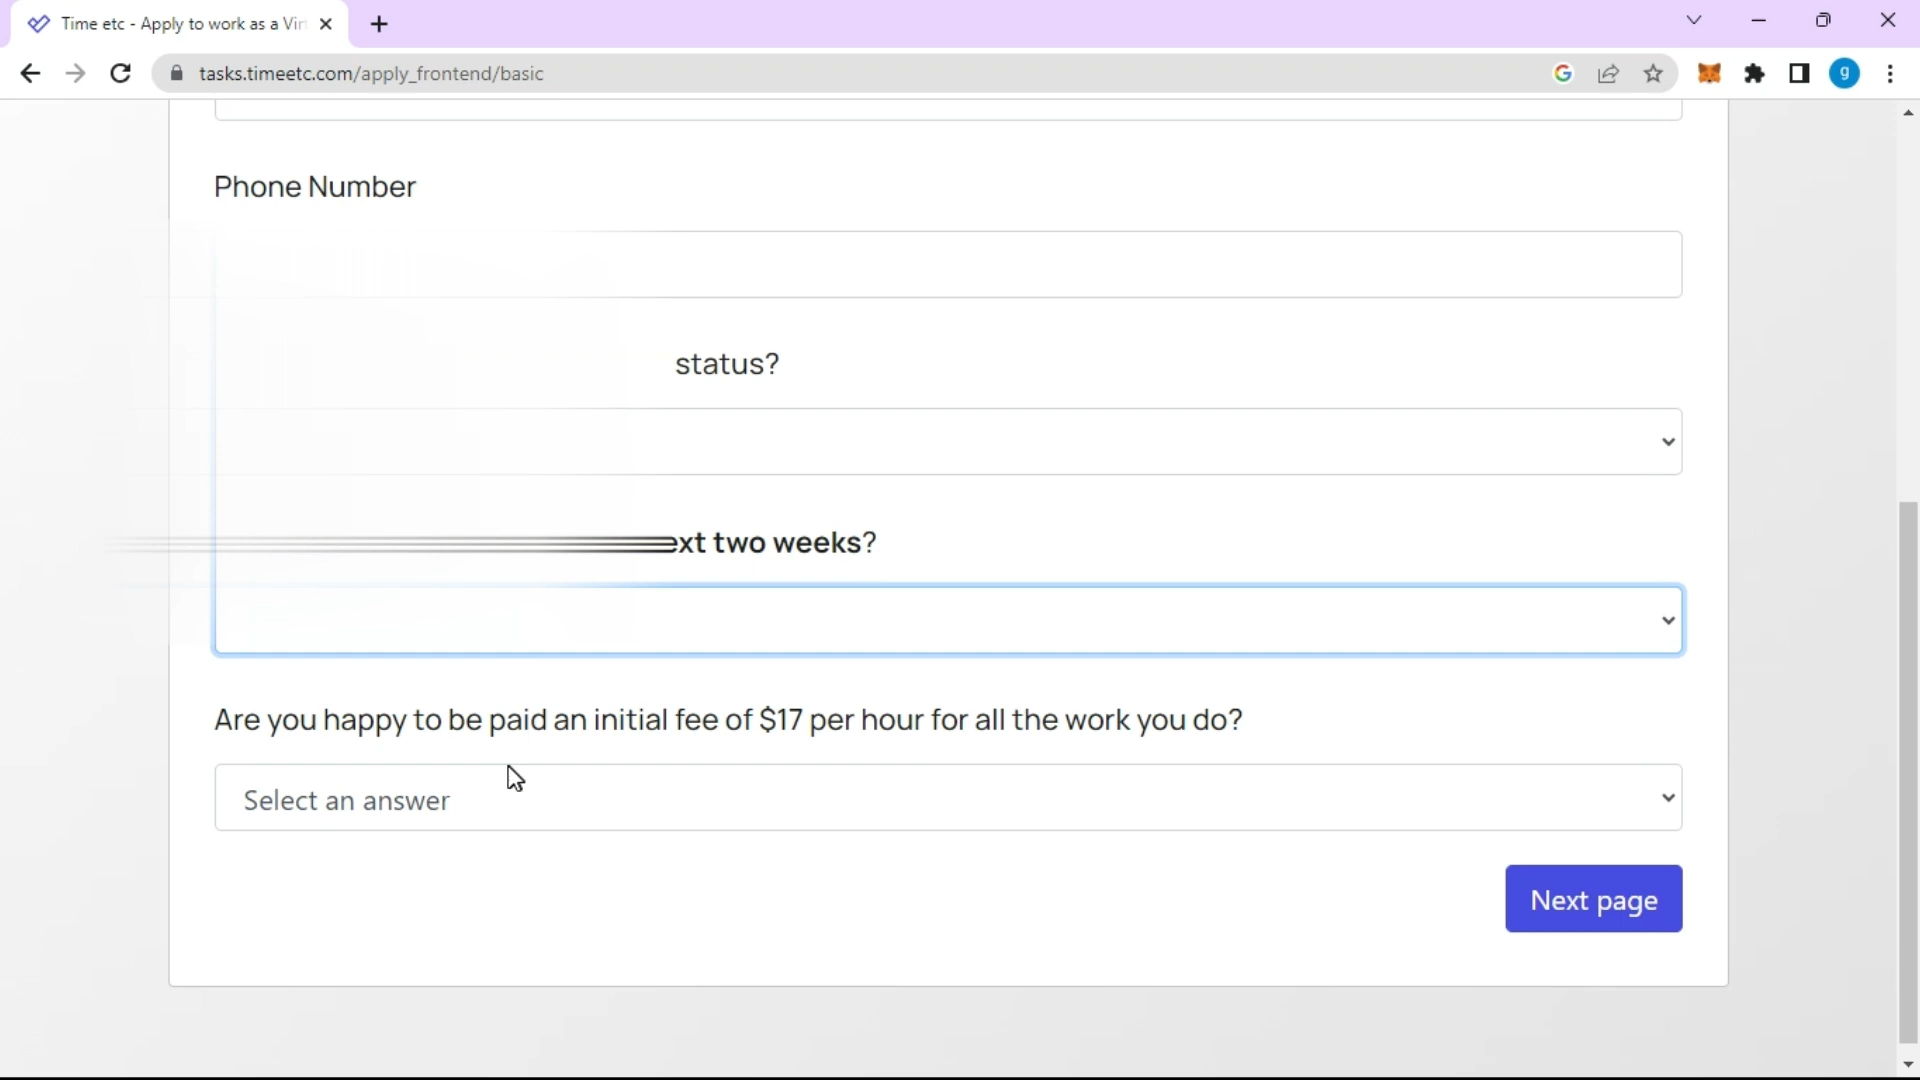 Time etc - Apply to work as a Vir
tasks.timeetc.com/apply_frontend/basic
g
Phone Number
status?
xt two weeks?
Are you happy to be paid an initial fee of $17 per hour for all the work you do?
Select an answer
Next page